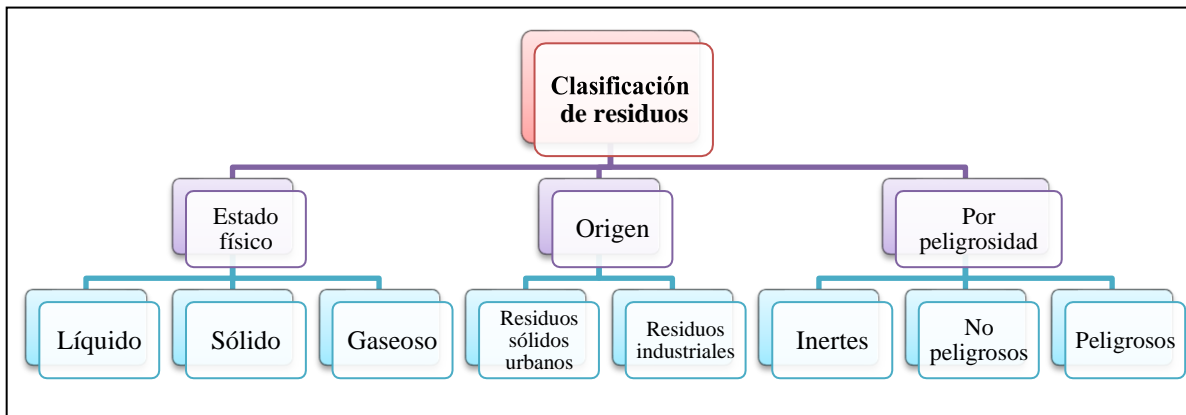 Clasificación
de residuos
Estado
físico
Origen
Por
peligrosidad
Líquido
Sólido
Gaseoso
Residuos
sólidos
urbanos
Residuos
industriales
Inertes
No
peligrosos
Peligrosos